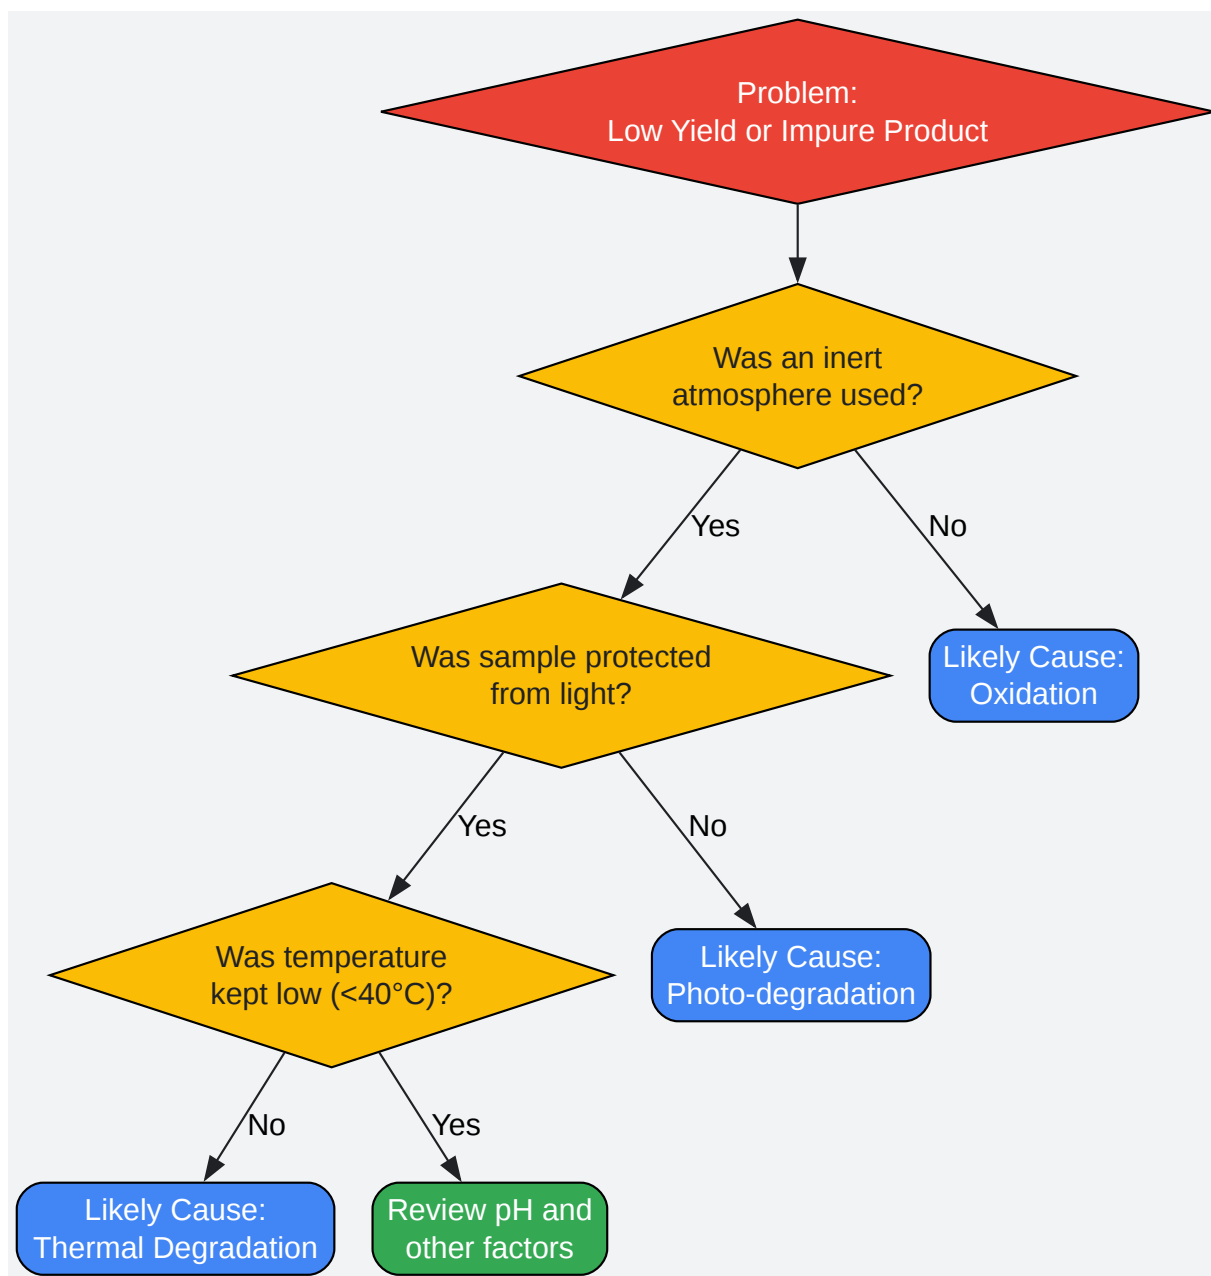 Problem:
Low Yield or Impure Product
Was an inert
atmosphere used?
Yes
No
Was sample protected
from light?
Likely Cause:
Oxidation
Yes
No
Was temperature
kept low (<40°C)?
Likely Cause:
Photo-degradation
No
Yes
Likely Cause:
Thermal Degradation
Review pH and
other factors